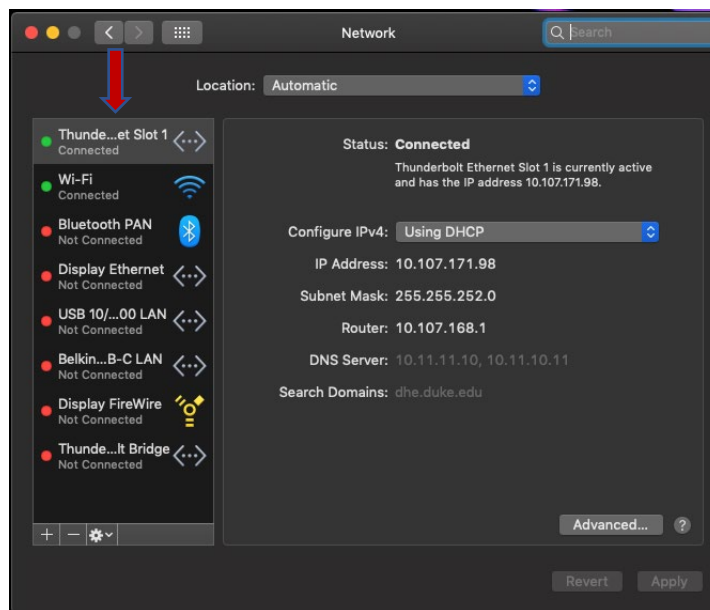 Network
Search
Location: Automatic
Thunde...et Slot 1
Connected
Wi-Fi
Connected
Bluetooth PAN
Not Connected
Display Ethernet
Not Connected
USB 10/...00 LAN
Not Connected
Belkin...B-C LAN
Not Connected
Display FireWire
Not Connected
Thunde...lt Bridge
Not Connected
Status: Connected
Thunderbolt Ethernet Slot 1 is currently active
and has the IP address 10.107.171.98.
Configure IPv4: Using DHCP
IP Address: 10.107.171.98
Subnet Mask: 255.255.252.0
Router: 10.107.168.1
DNS Server: 10.11.11.10, 10.11.10.11
Search Domains: dhe.duke.edu
Advanced... ?
Revert Apply